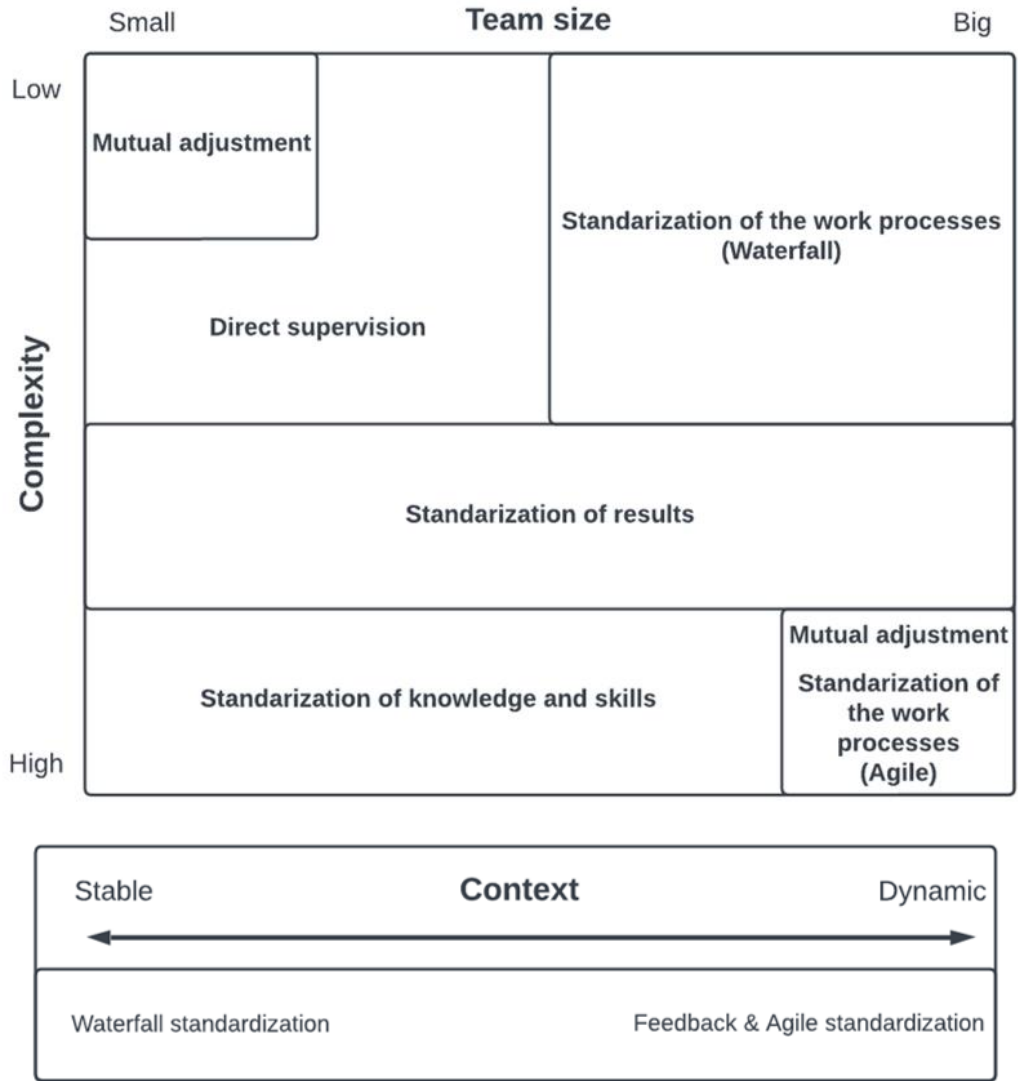 Small
Team size
Big
Low
Mutual adjustment
Standarization of the work processes
(Waterfall)
Direct supervision
Complexity
Standarization of results
Mutual adjustment
Standarization of
the work
processes
(Agile)
Standarization of knowledge and skills
High
Stable
Context
Dynamic
Waterfall standardization
Feedback & Agile standardization